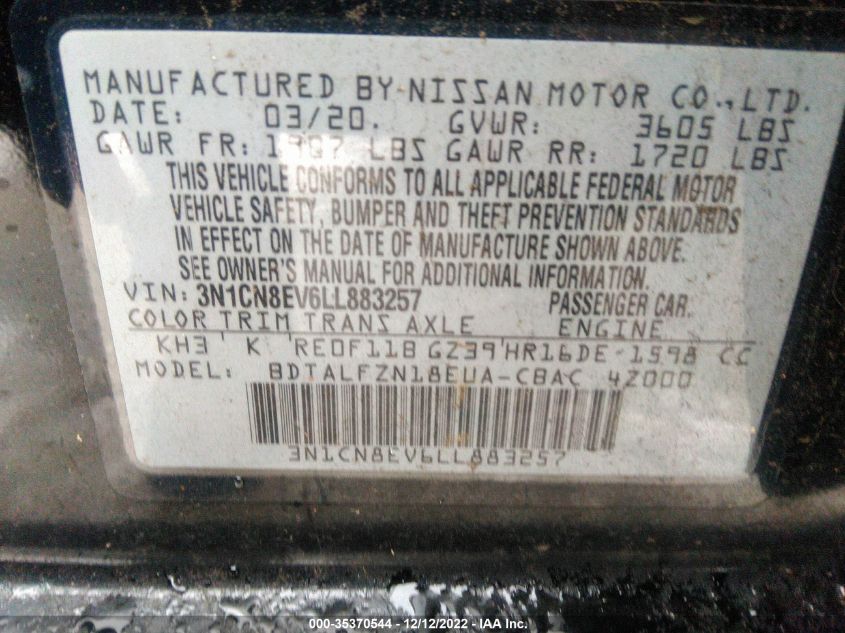 MANUFACTURED BY NISSAN MOTOR CO., LTD.
DATE: 03/20. GVWR: 3605 LBS
GAWR FR: 1987 LBS GAWR RR: 1720 LBS
THIS VEHICLE CONFORMS TO ALL APPLICABLE FEDERAL MOTOR
VEHICLE SAFETY, BUMPER AND THEFT PREVENTION STANDARDS
IN EFFECT ON THE DATE OF MANUFACTURE SHOWN ABOVE.
SEE OWNER'S MANUAL FOR ADDITIONAL INFORMATION.
VIN: 3N1CN8EV6LL883257 PASSENGER CAR.
COLOR TRIM TRANS AXLE ENGINE
KH3 K RE0F11B GZ39 HR16DE-1598 CC
MODEL: BDTALFZN18EUA-CBAC 4Z000
3N1CN8EV6LL883257
000-35370544 - 12/12/2022 - IAA, Inc.